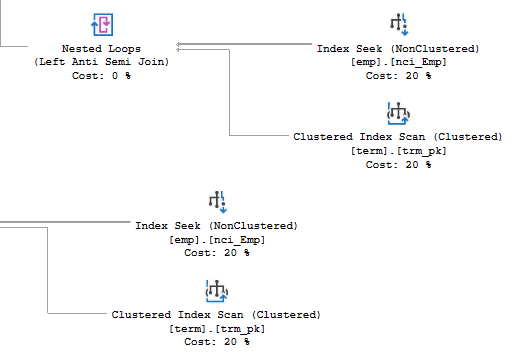 Nested Loops
(Left Anti Semi Join)
Cost: 0 %
Index Seek (NonClustered)
[emp].[nci_Emp]
Cost: 20 %
Clustered Index Scan (Clustered)
[term].[trm_pk]
Cost: 20 %
Index Seek (NonClustered)
[emp].[nci_Emp]
Cost: 20 %
Clustered Index Scan (Clustered)
[term].[trm_pk]
Cost: 20 %